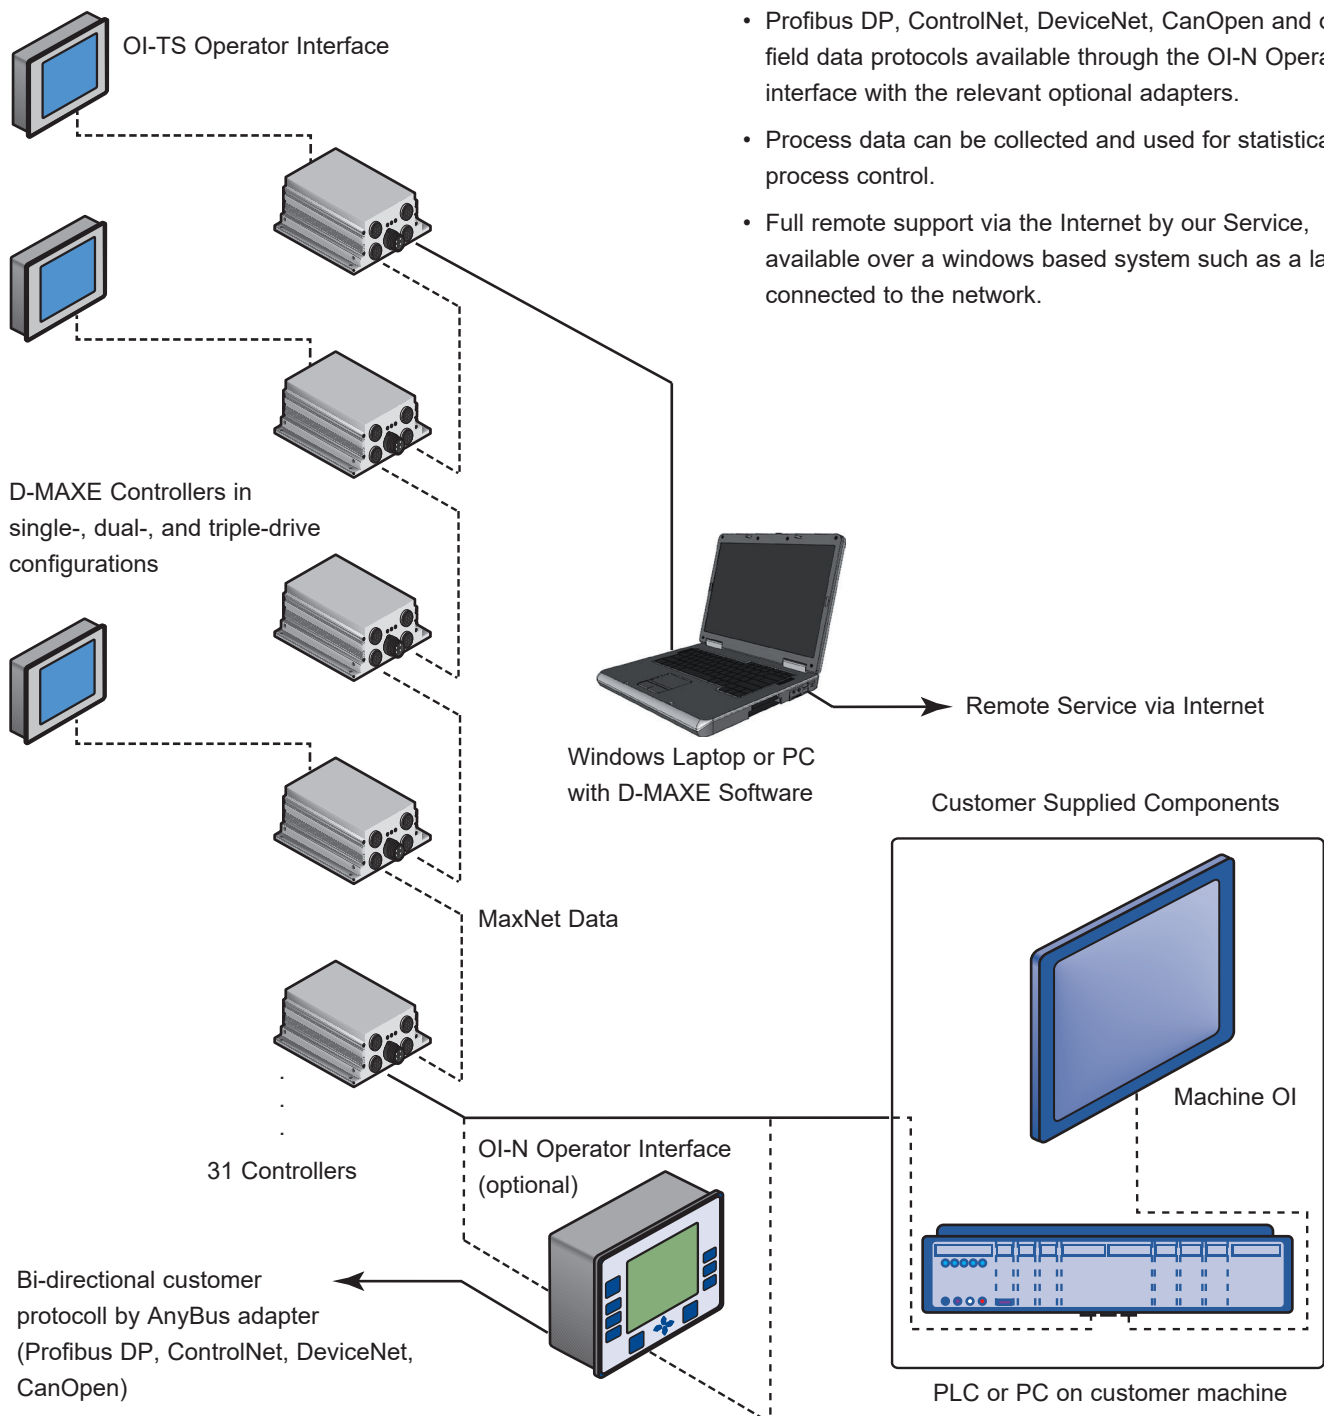 OI-TS Operator Interface
• Profibus DP, ControlNet, DeviceNet, CanOpen and
field data protocols available through the OI-N
interface with the relevant optional adapters.
• Process data can be collected and used for
process control.
• Full remote support via the Internet by our Service,
available over a windows based system such as a
connected to the network.
D-MAXE Controllers in
single-, dual-, and triple-drive
configurations
Remote Service via Internet
Windows Laptop or PC
with D-MAXE Software
Customer Supplied Components
MaxNet Data
Machine OI
31 Controllers
OI-N Operator Interface
(optional)
Bi-directional customer
protocoll by AnyBus adapter
(Profibus DP, ControlNet, DeviceNet,
CanOpen)
PLC or PC on customer machine